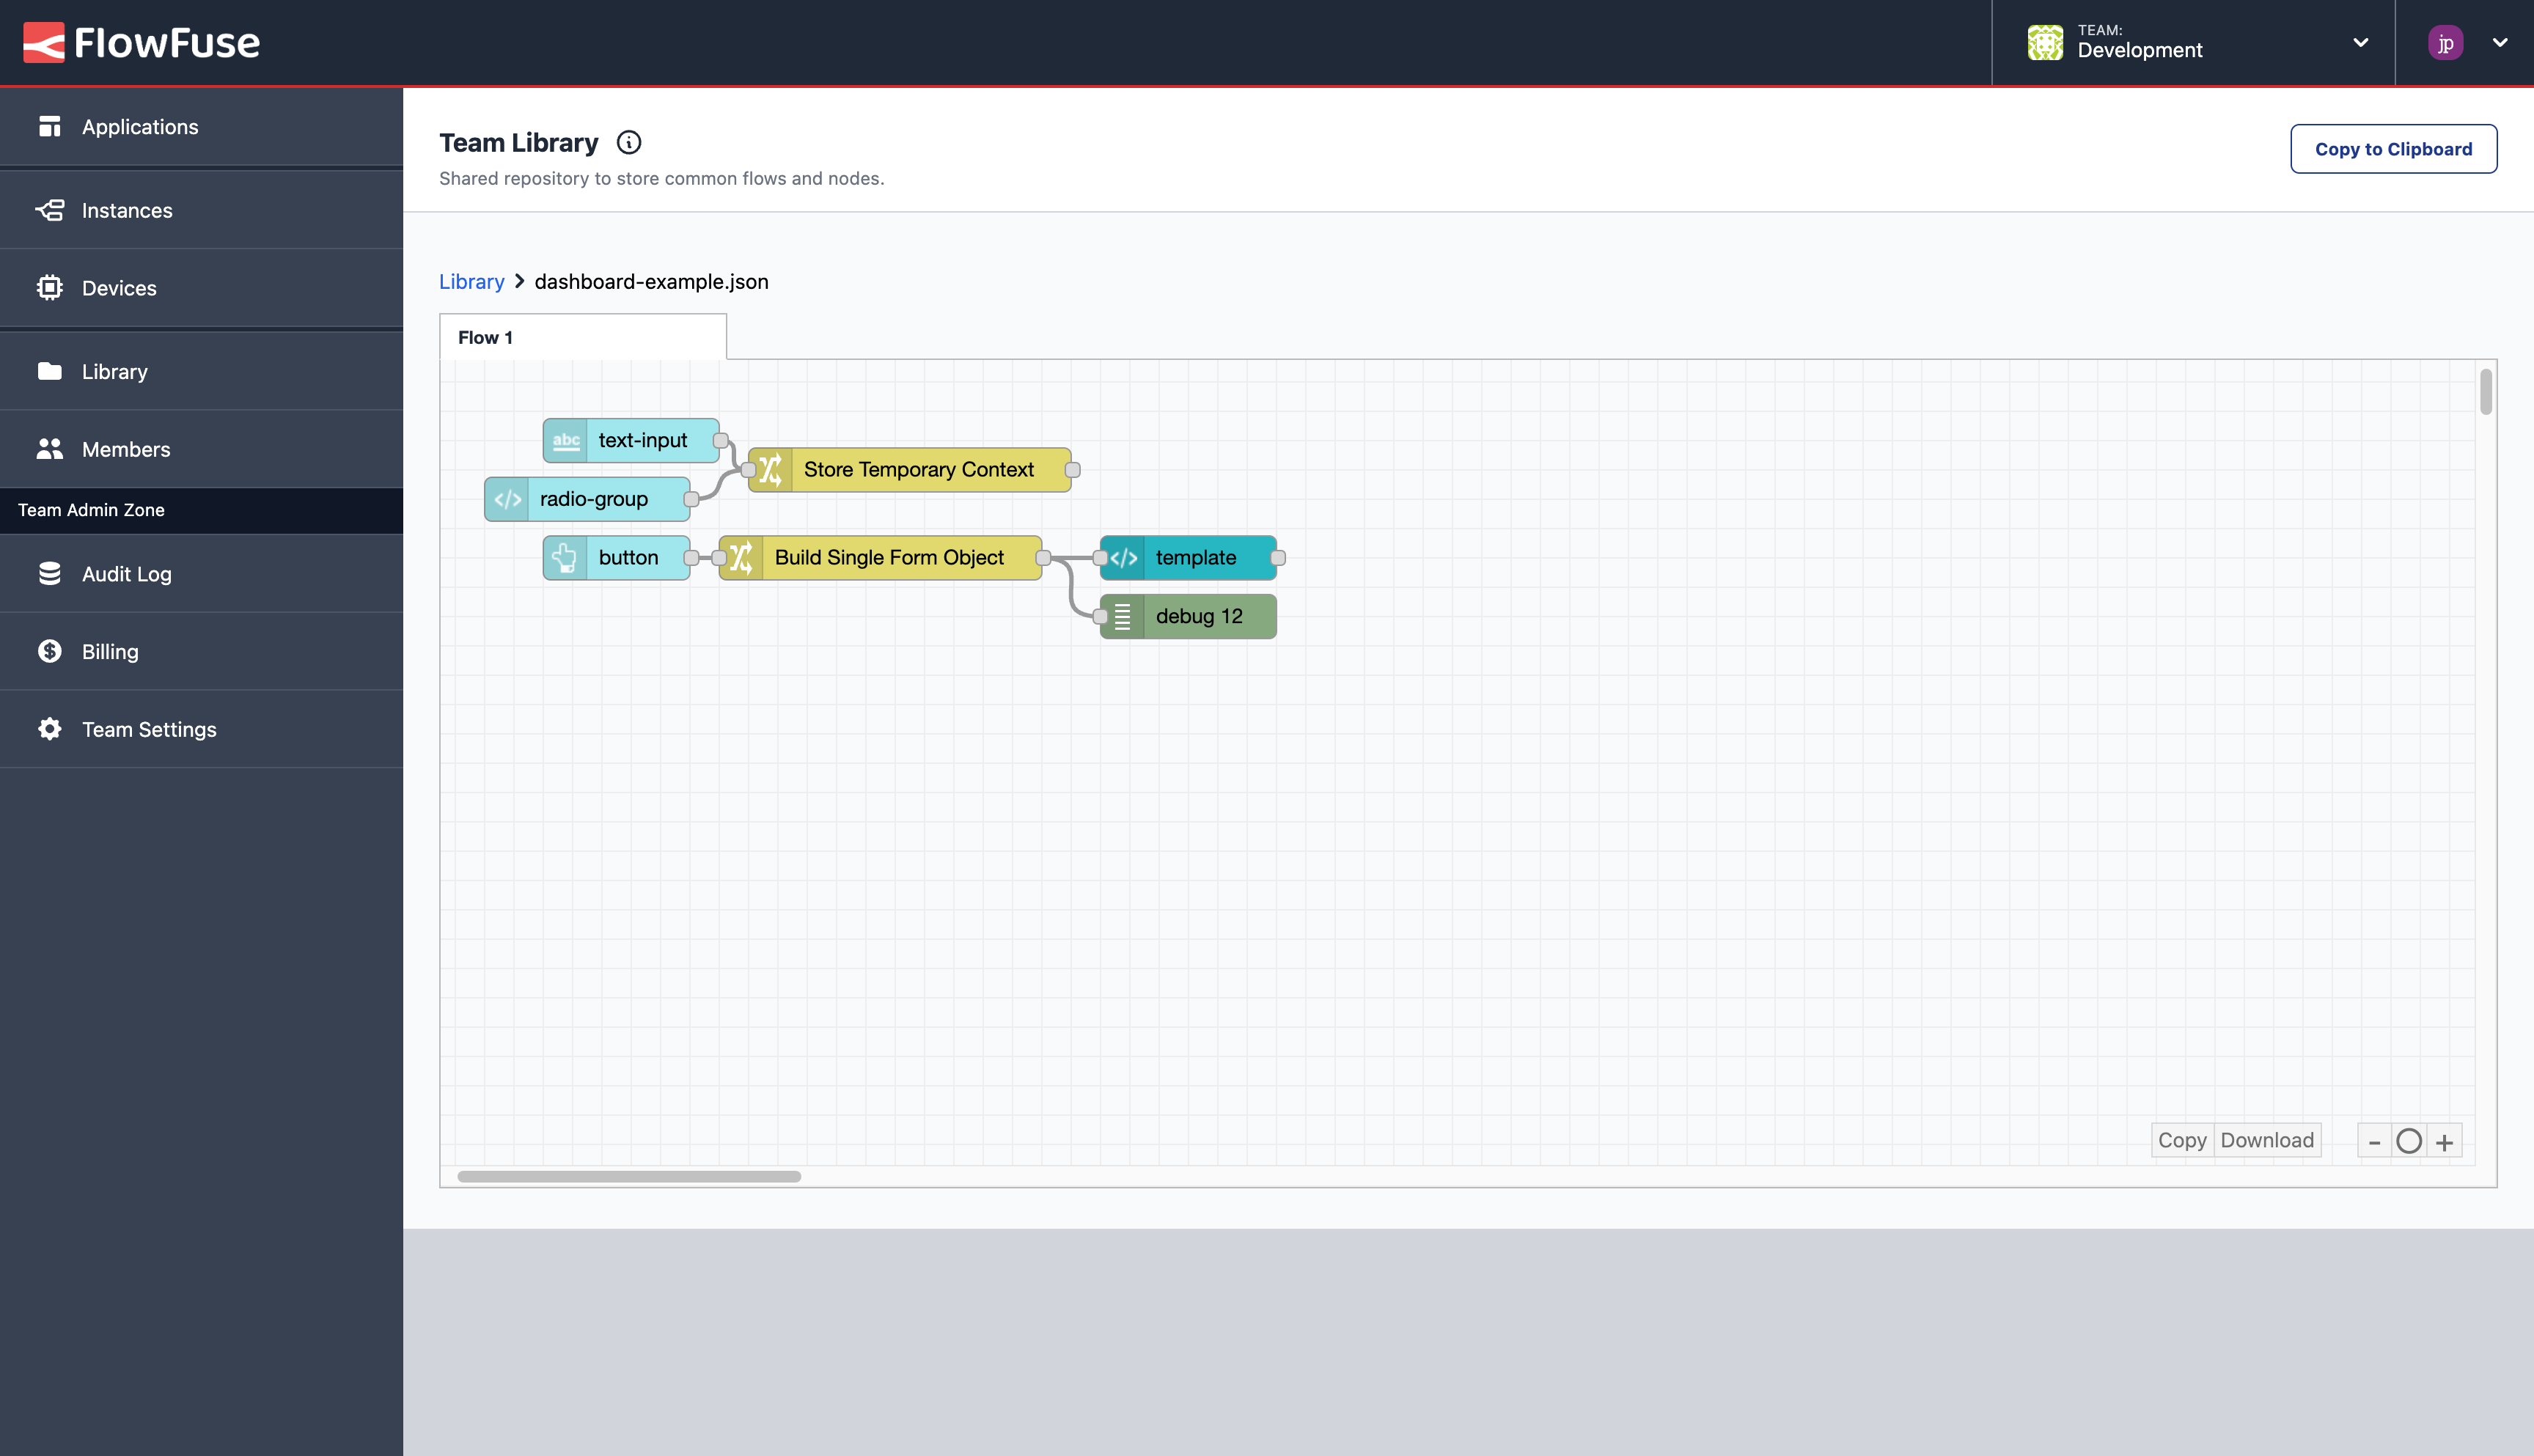 FlowFuse
TEAM:
Development
jp
Applications
Instances
Devices
Library
Members
Team Admin Zone
Audit Log
Billing
Team Settings
Team Library
Shared repository to store common flows and nodes.
Copy to Clipboard
Library > dashboard-example.json
Flow 1
abc text-input
Store Temporary Context
</> radio-group
button
Build Single Form Object
</> template
debug 12
Copy Download
- +